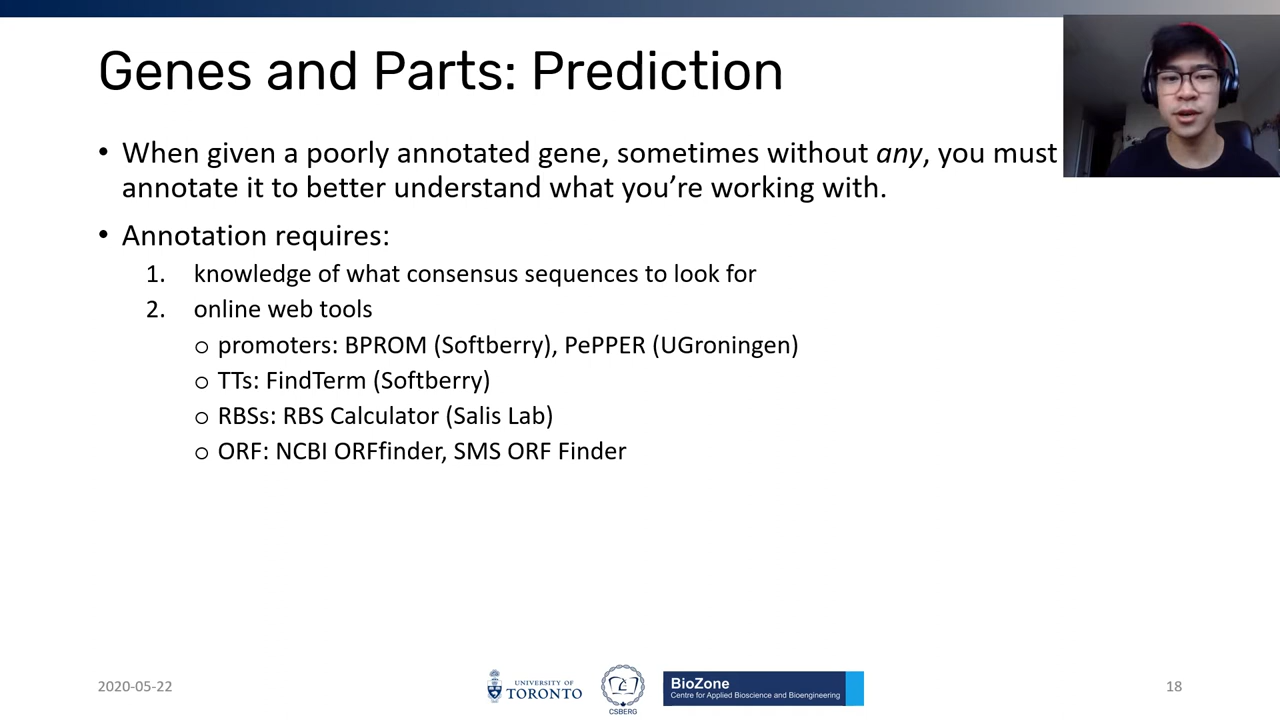 Genes and Parts: Prediction
• When given a poorly annotated gene, sometimes without any, you must
annotate it to better understand what you're working with.
• Annotation requires:
1. knowledge of what consensus sequences to look for
2. online web tools
○ promoters: BPROM (Softberry), PePPER (UGroningen)
○ TTs: FindTerm (Softberry)
○ RBSs: RBS Calculator (Salis Lab)
○ ORF: NCBI ORFfinder, SMS ORF Finder
2020-05-22
UNIVERSITY OF
TORONTO
CSBERG
BioZone
Centre for Applied Bioscience and Bioengineering
18